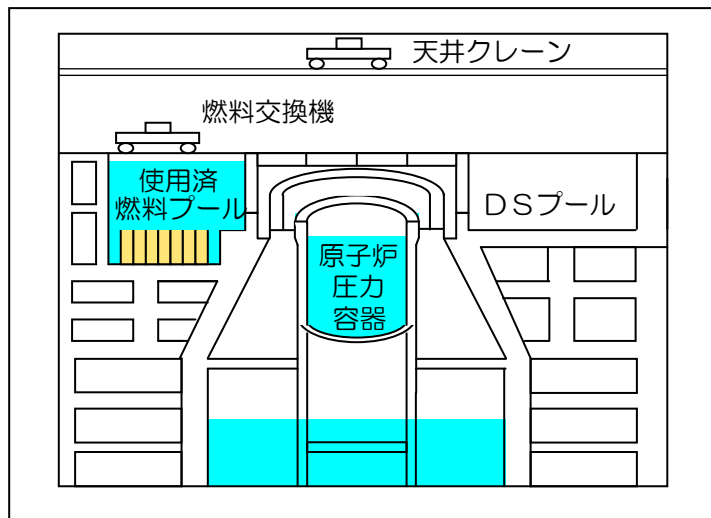 天井クレーン
燃料交換機
使用済
燃料プール
ＤＳプール
原子炉
圧力
容器